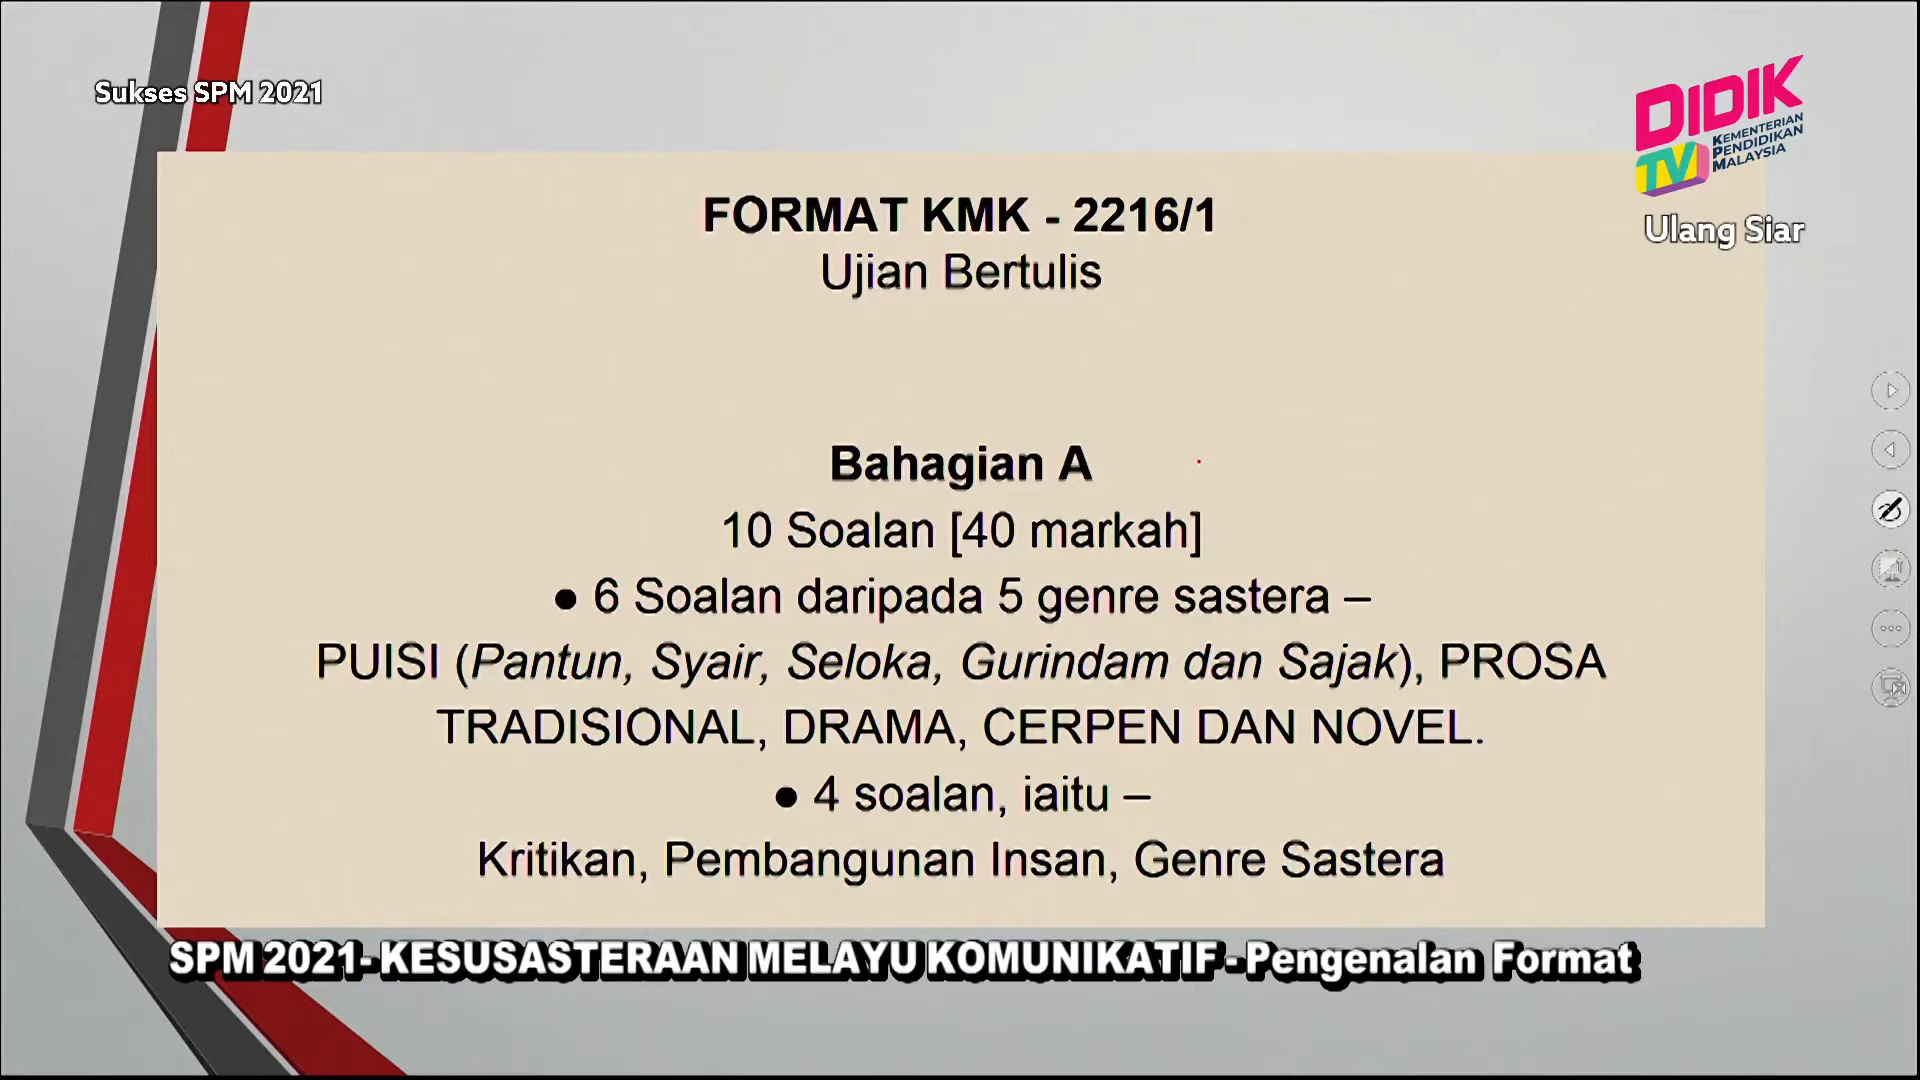 Sukses SPM 2021
DIDIK
TV
KEMENTERIAN
PENDIDIKAN
MALAYSIA
Ulang Siar
FORMAT KMK - 2216/1
Ujian Bertulis
Bahagian A
10 Soalan [40 markah]
● 6 Soalan daripada 5 genre sastera –
PUISI (Pantun, Syair, Seloka, Gurindam dan Sajak), PROSA
TRADISIONAL, DRAMA, CERPEN DAN NOVEL.
● 4 soalan, iaitu –
Kritikan, Pembangunan Insan, Genre Sastera
SPM 2021- KESUSASTERAAN MELAYU KOMUNIKATIF - Pengenalan Format